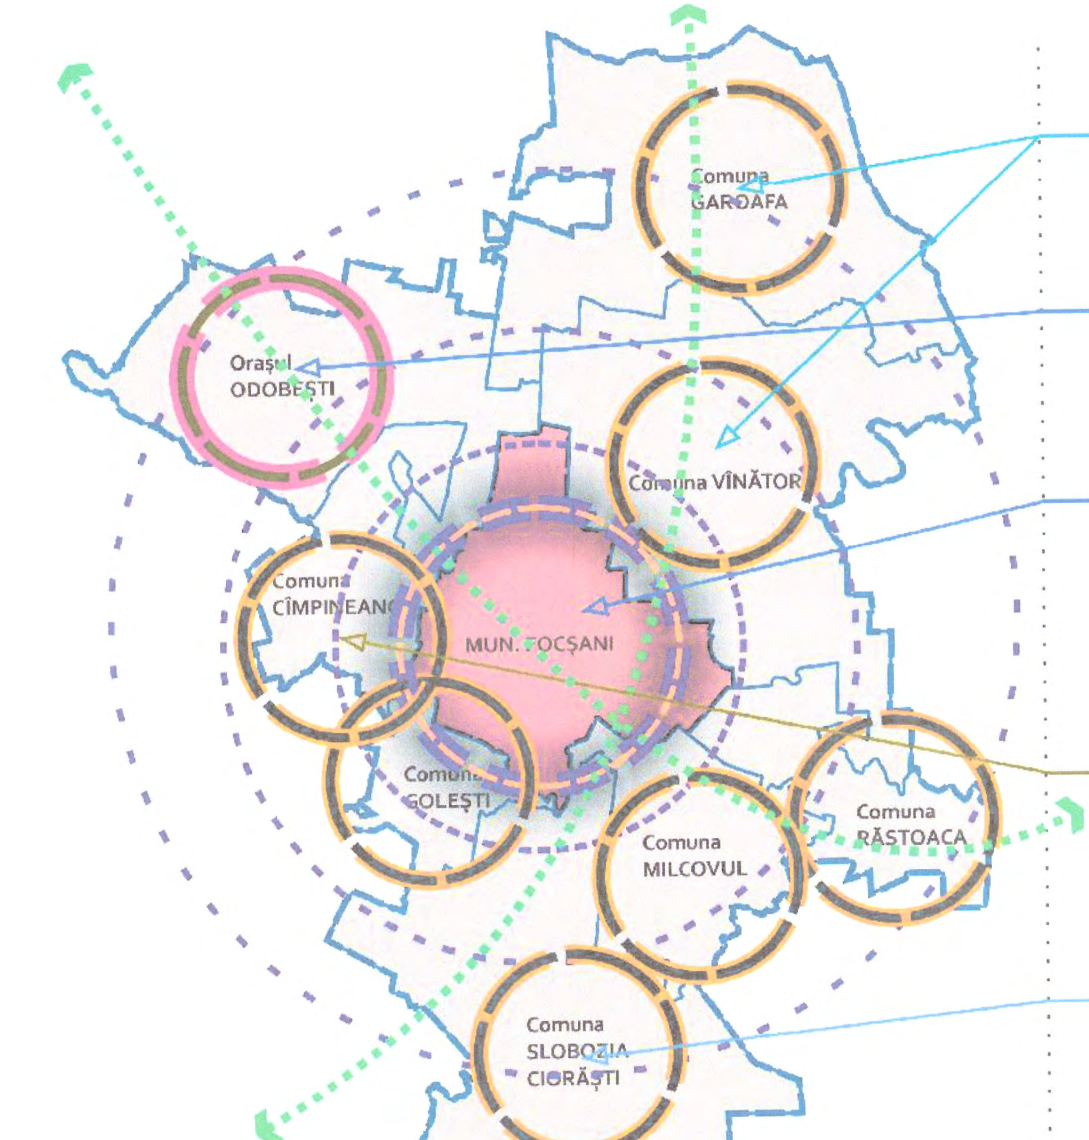 Comuna
GAROAFA
Orașul
ODOBEȘTI
Comuna VÎNĂTOR
Comuna
CÎMPINEANC
MUN. FOCȘANI
Comuna
GOLEȘTI
Comuna
MILCOVUL
Comuna
RĂSTOACA
Comuna
SLOBOZIA
CIORĂȘTI